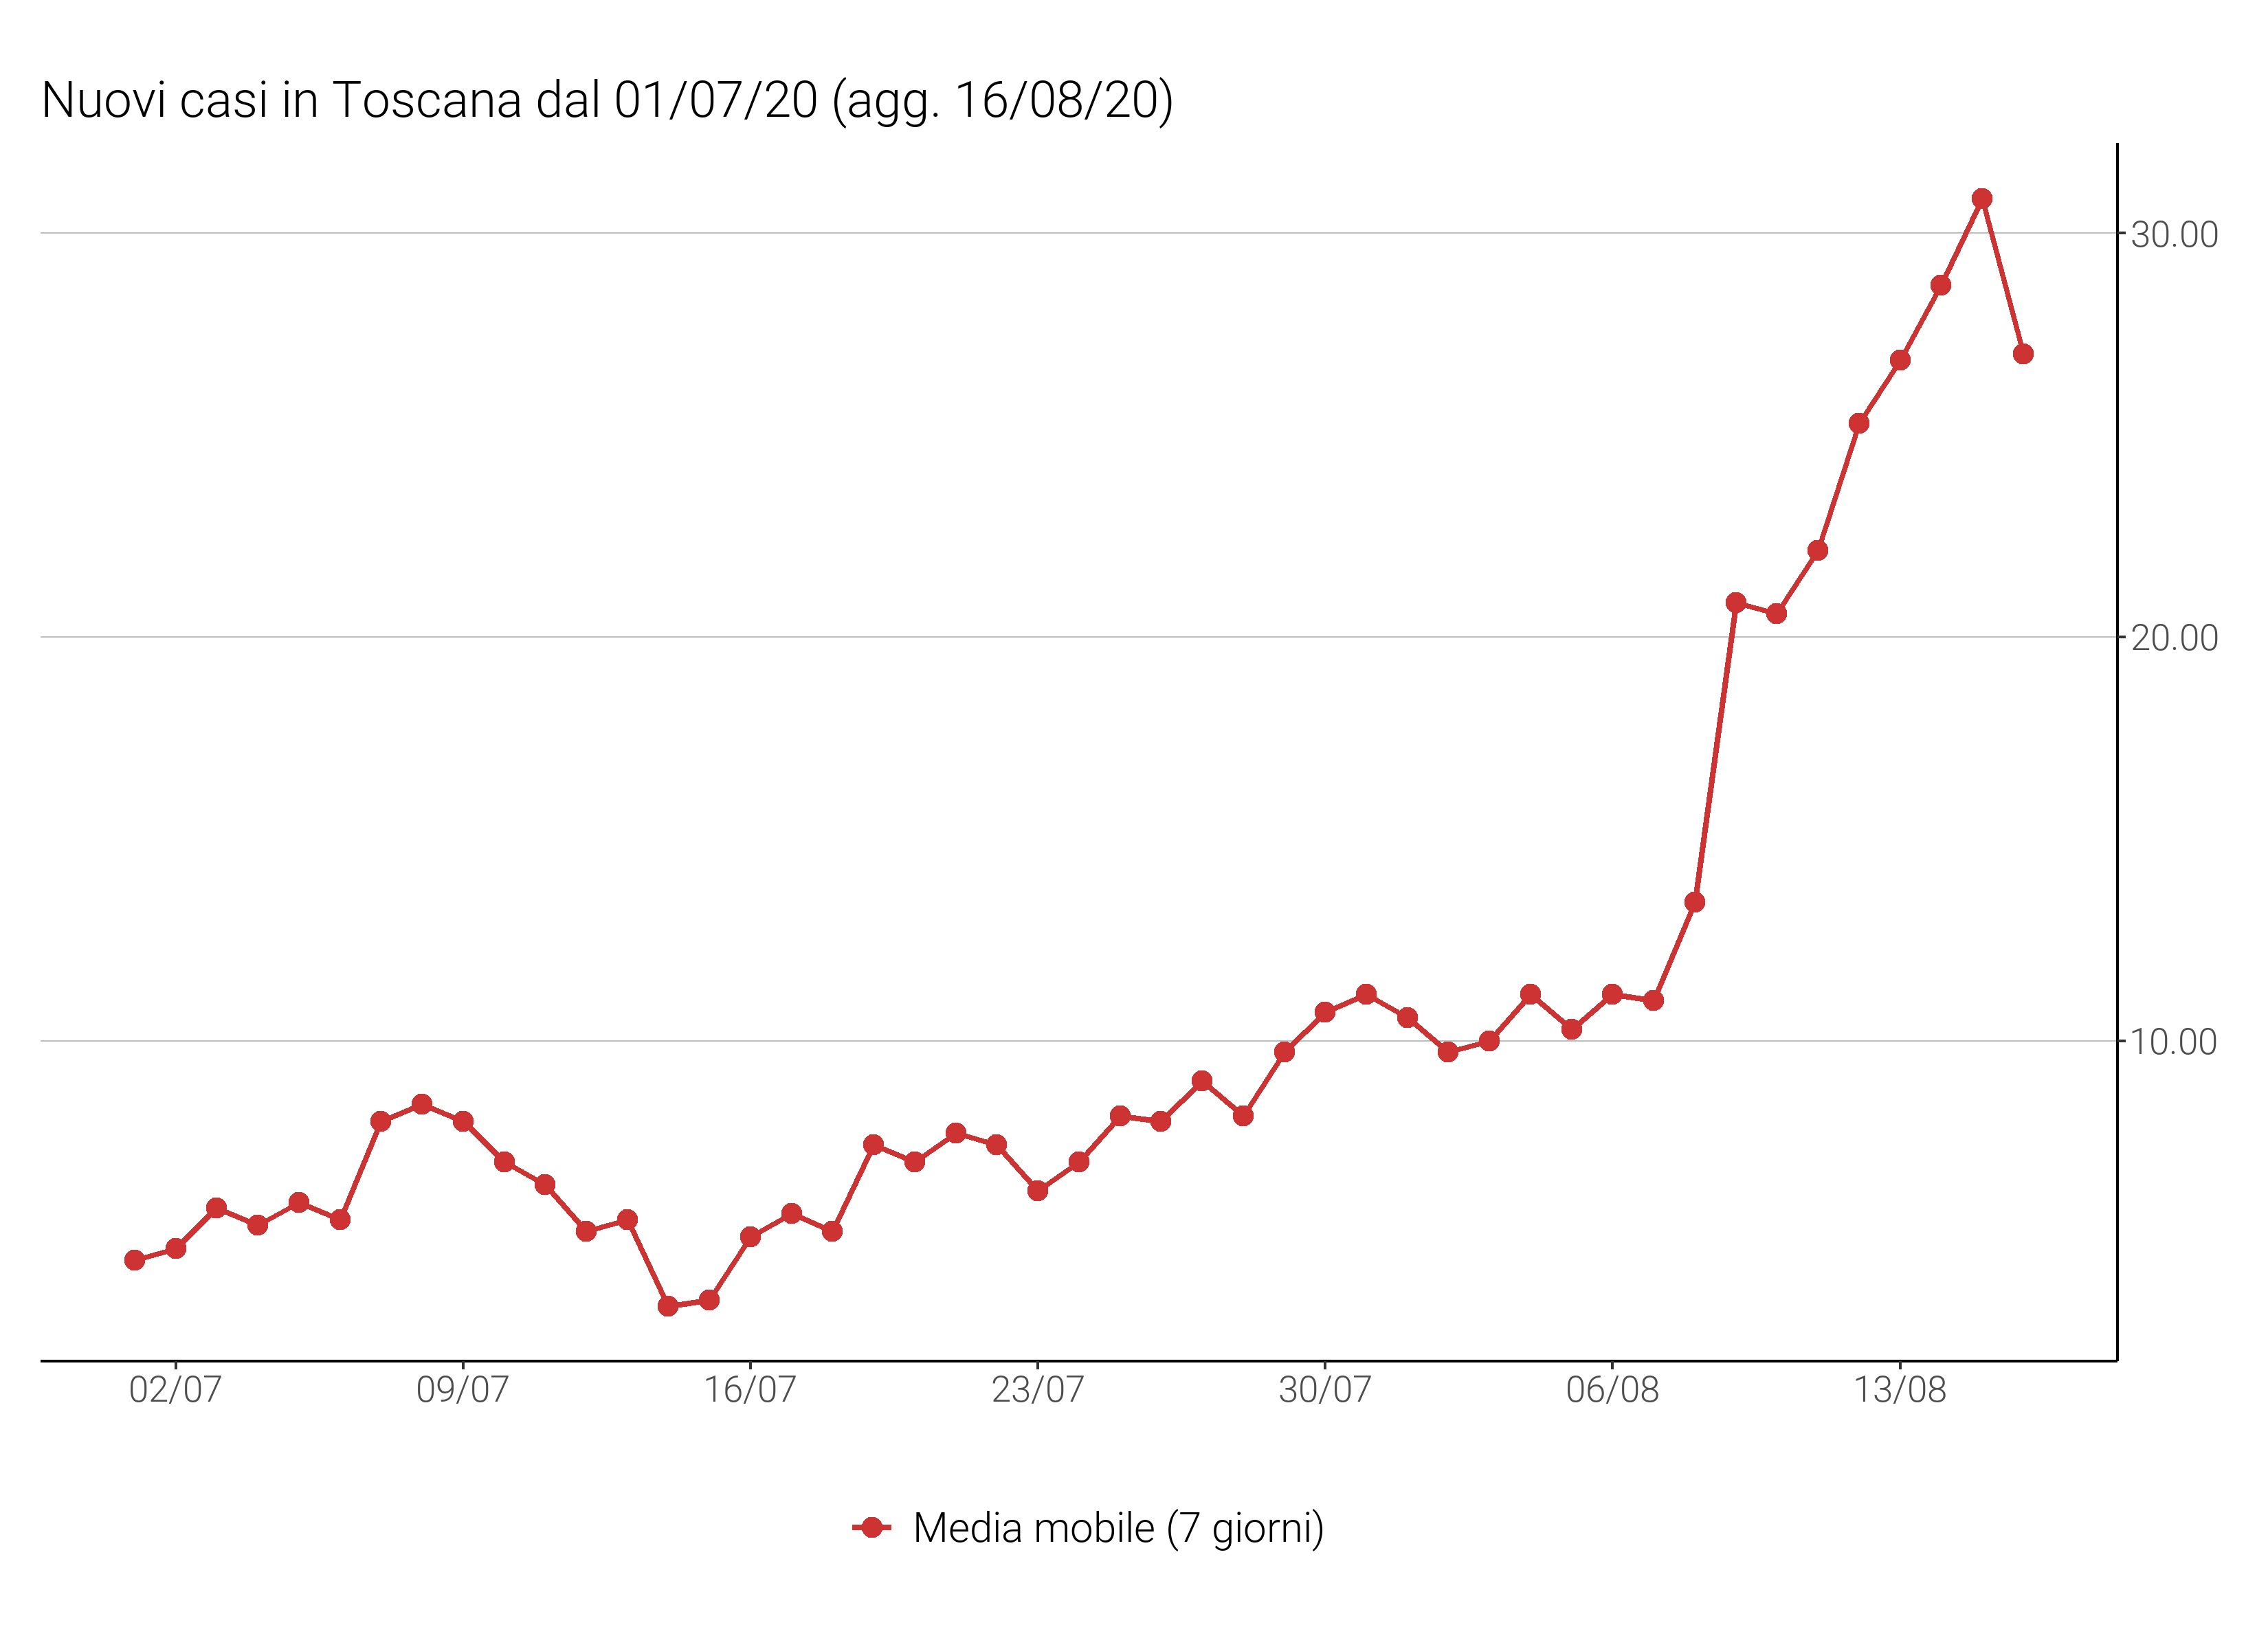 Nuovi casi in Toscana dal 01/07/20 (agg. 16/08/20)
30.00
20.00
10.00
02/07 09/07 16/07 23/07 30/07 06/08 13/08
Media mobile (7 giorni)